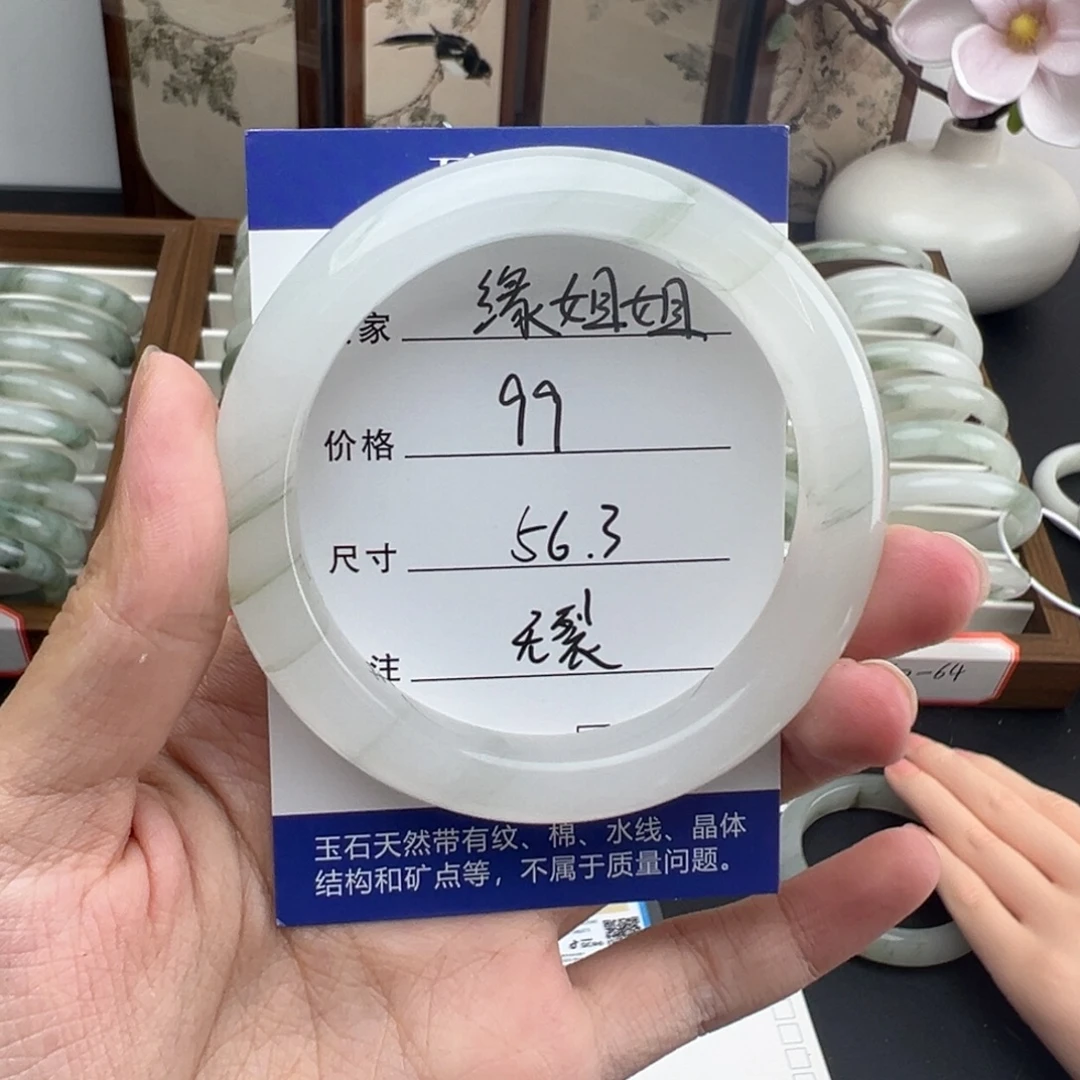 家 缘姐姐
价格 99
尺寸 56.3
注 无裂
玉石天然带有纹、棉、水线、晶体
结构和矿点等，不属于质量问题。
-64